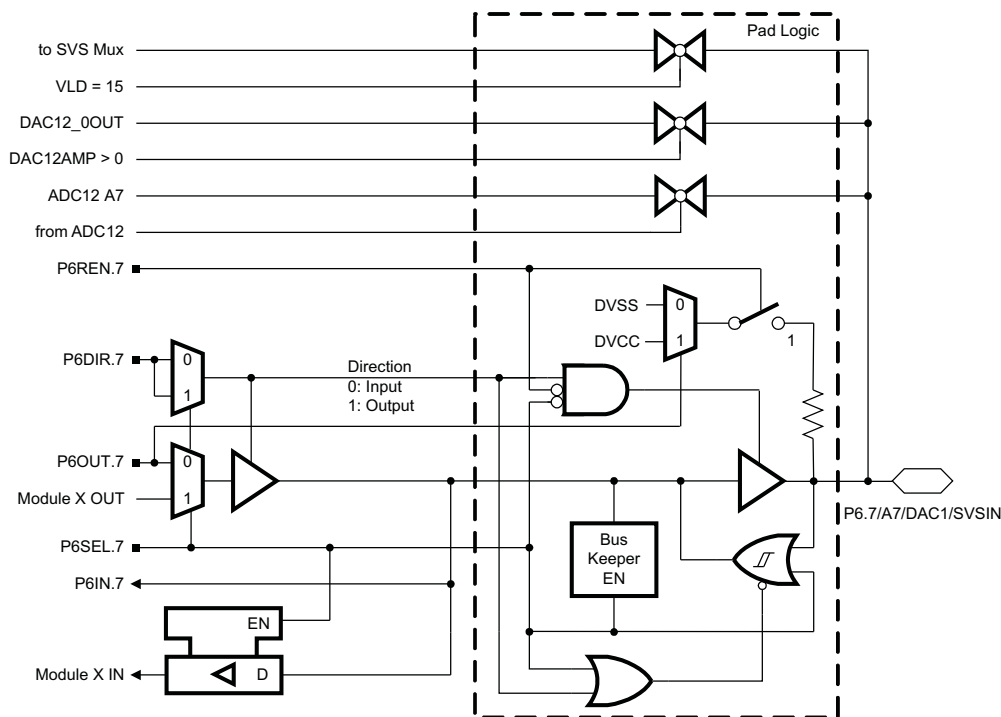 Pad Logic
to SVS Mux
VLD = 15
DAC12_0OUT
DAC12AMP > 0
ADC12 A7
from ADC12
P6REN.7
DVSS
0
DVCC
1
1
P6DIR.7
0
1
Direction
0: Input
1: Output
P6OUT.7
0
Module X OUT
1
P6.7/A7/DAC1/SVSIN
P6SEL.7
Bus
Keeper
EN
P6IN.7
EN
Module X IN
D